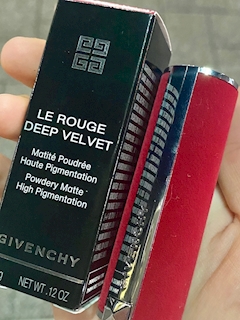 LE ROUGE
DEEP VELVET
Matité Poudrée
Haute Pigmentation
Powdery Matte -
High Pigmentation
GIVENCHY
NET WT. .12 OZ